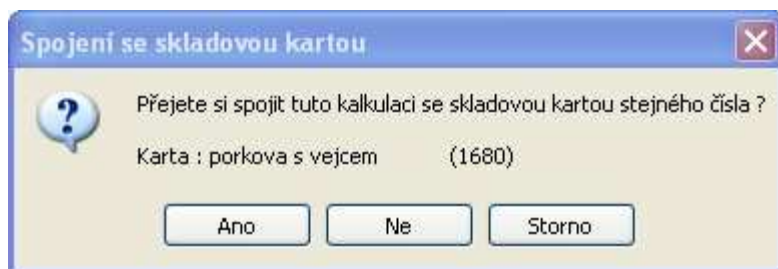 Spojení se skladovou kartou
Přejete si spojit tuto kalkulaci se skladovou kartou stejného čísla ?
Karta : porkova s vejcem (1680)
Ano Ne Storno